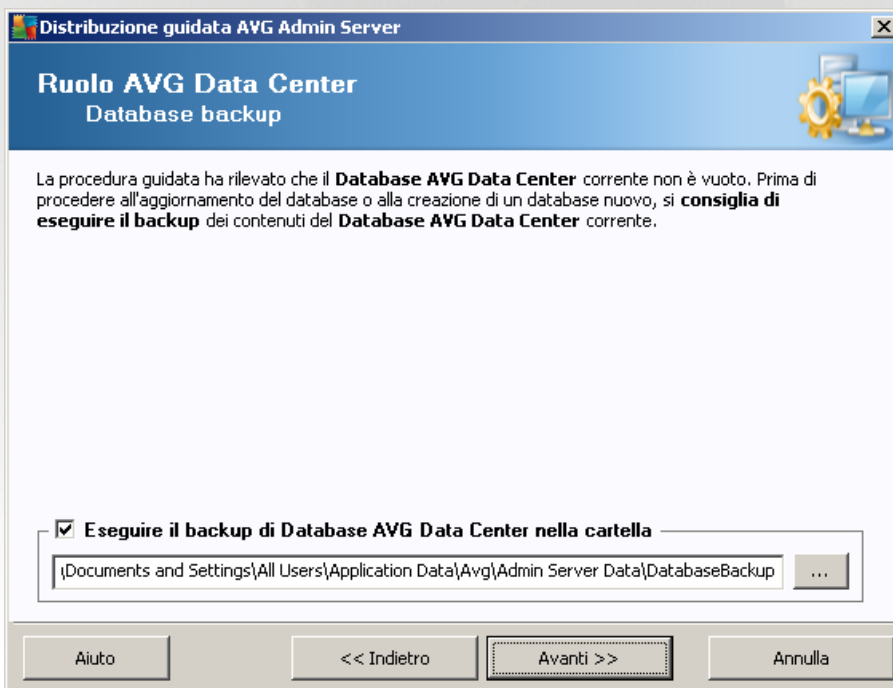 Distribuzione guidata AVG Admin Server
Ruolo AVG Data Center
Database backup
La procedura guidata ha rilevato che il Database AVG Data Center corrente non è vuoto. Prima di
procedere all'aggiornamento del database o alla creazione di un database nuovo, si consiglia di
eseguire il backup dei contenuti del Database AVG Data Center corrente.
Eseguire il backup di Database AVG Data Center nella cartella
\Documents and Settings\All Users\Application Data\Avg\Admin Server Data\DatabaseBackup
...
Aiuto
<< Indietro
Avanti >>
Annulla